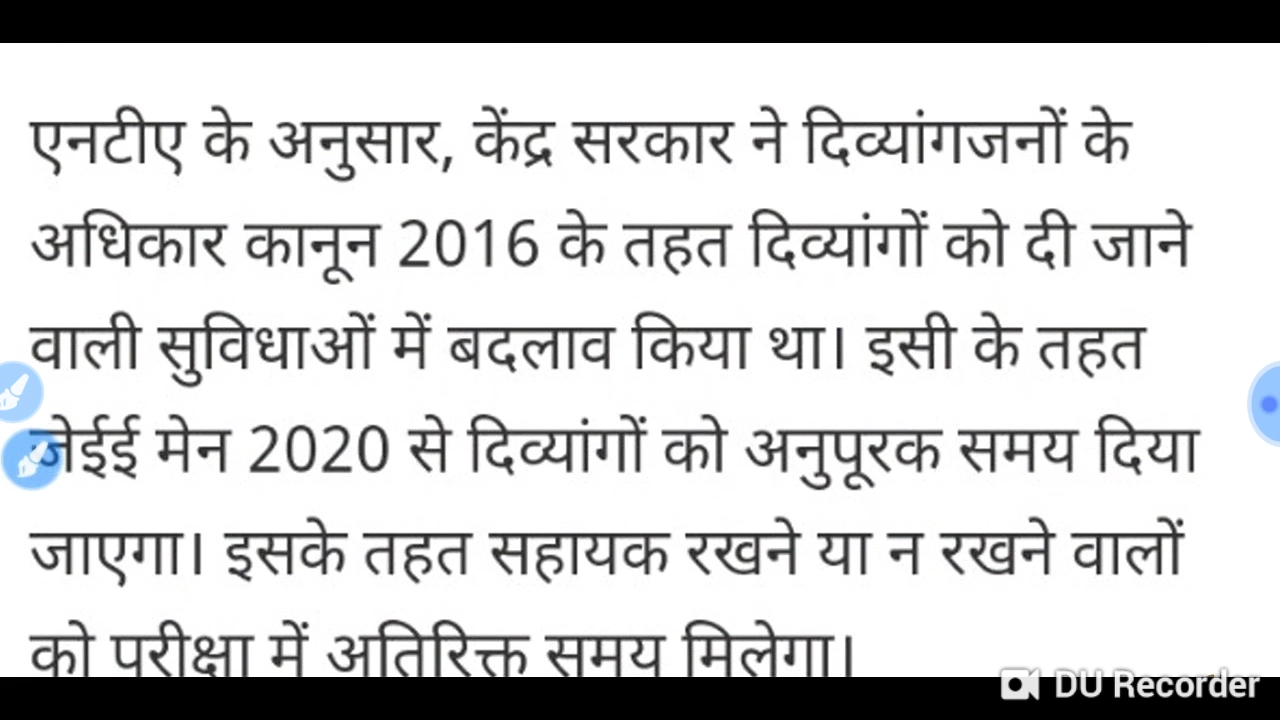 एनटीए के अनुसार, केंद्र सरकार ने दिव्यांगजनों के
अधिकार कानून 2016 के तहत दिव्यांगों को दी जाने
वाली सुविधाओं में बदलाव किया था। इसी के तहत
जेईई मेन 2020 से दिव्यांगों को अनुपूरक समय दिया
जाएगा। इसके तहत सहायक रखने या न रखने वालों
को परीक्षा में अतिरिक्त समय मिलेगा।
DU Recorder